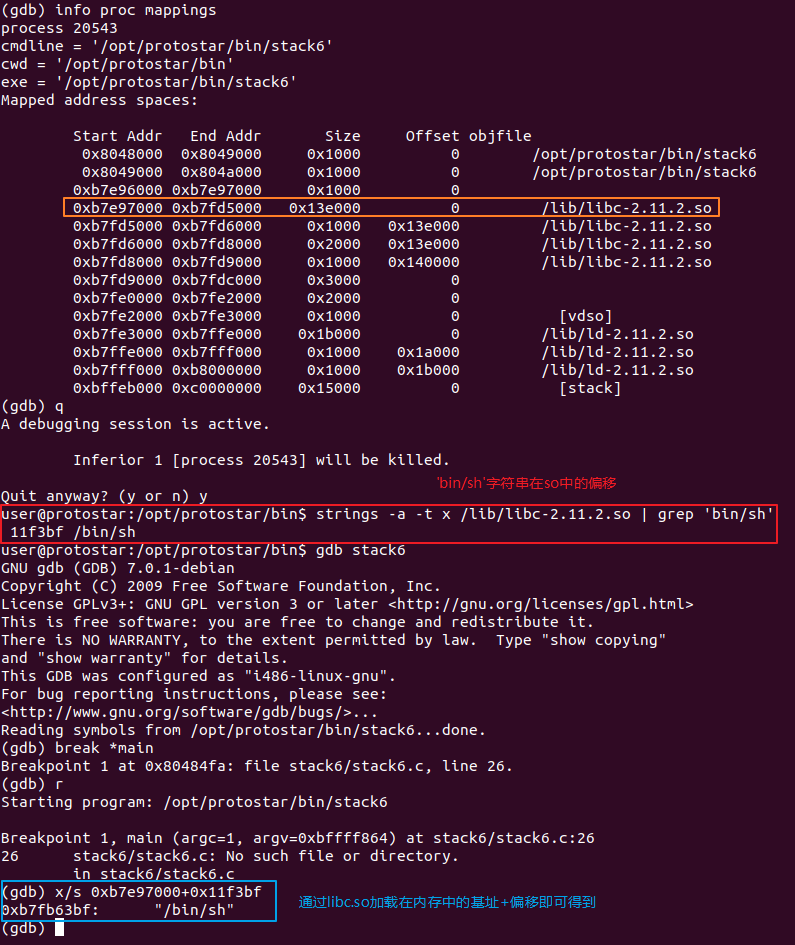 (gdb) info proc mappings
process 20543
cmdline = '/opt/protostar/bin/stack6'
cwd = '/opt/protostar/bin'
exe = '/opt/protostar/bin/stack6'
Mapped address spaces:
Start Addr   End Addr       Size     Offset objfile
0x8048000  0x8049000     0x1000          0        /opt/protostar/bin/stack6
0x8049000  0x804a000     0x1000          0        /opt/protostar/bin/stack6
0xb7e96000 0xb7e97000     0x1000          0
0xb7e97000 0xb7fd5000   0x13e000          0         /lib/libc-2.11.2.so
0xb7fd5000 0xb7fd6000     0x1000   0x13e000         /lib/libc-2.11.2.so
0xb7fd6000 0xb7fd8000     0x2000   0x13e000         /lib/libc-2.11.2.so
0xb7fd8000 0xb7fd9000     0x1000   0x140000         /lib/libc-2.11.2.so
0xb7fd9000 0xb7fdc000     0x3000          0
0xb7fe0000 0xb7fe2000     0x2000          0
0xb7fe2000 0xb7fe3000     0x1000          0           [vdso]
0xb7fe3000 0xb7ffe000    0x1b000          0         /lib/ld-2.11.2.so
0xb7ffe000 0xb7fff000     0x1000    0x1a000         /lib/ld-2.11.2.so
0xb7fff000 0xb8000000     0x1000    0x1b000         /lib/ld-2.11.2.so
0xbffeb000 0xc0000000    0x15000          0           [stack]
(gdb) q
A debugging session is active.
Inferior 1 [process 20543] will be killed.
'bin/sh'字符串在so中的偏移
Quit anyway? (y or n) y
user@protostar:/opt/protostar/bin$ strings -a -t x /lib/libc-2.11.2.so | grep 'bin/sh'
11f3bf /bin/sh
user@protostar:/opt/protostar/bin$ gdb stack6
GNU gdb (GDB) 7.0.1-debian
Copyright (C) 2009 Free Software Foundation, Inc.
License GPLv3+: GNU GPL version 3 or later <http://gnu.org/licenses/gpl.html>
This is free software: you are free to change and redistribute it.
There is NO WARRANTY, to the extent permitted by law.  Type "show copying"
and "show warranty" for details.
This GDB was configured as "i486-linux-gnu".
For bug reporting instructions, please see:
<http://www.gnu.org/software/gdb/bugs/>...
Reading symbols from /opt/protostar/bin/stack6...done.
(gdb) break *main
Breakpoint 1 at 0x80484fa: file stack6/stack6.c, line 26.
(gdb) r
Starting program: /opt/protostar/bin/stack6
Breakpoint 1, main (argc=1, argv=0xbffff864) at stack6/stack6.c:26
26      stack6/stack6.c: No such file or directory.
in stack6/stack6.c
(gdb) x/s 0xb7e97000+0x11f3bf
0xb7fb63bf:      "/bin/sh"
通过libc.so加载在内存中的基址+偏移即可得到
(gdb)